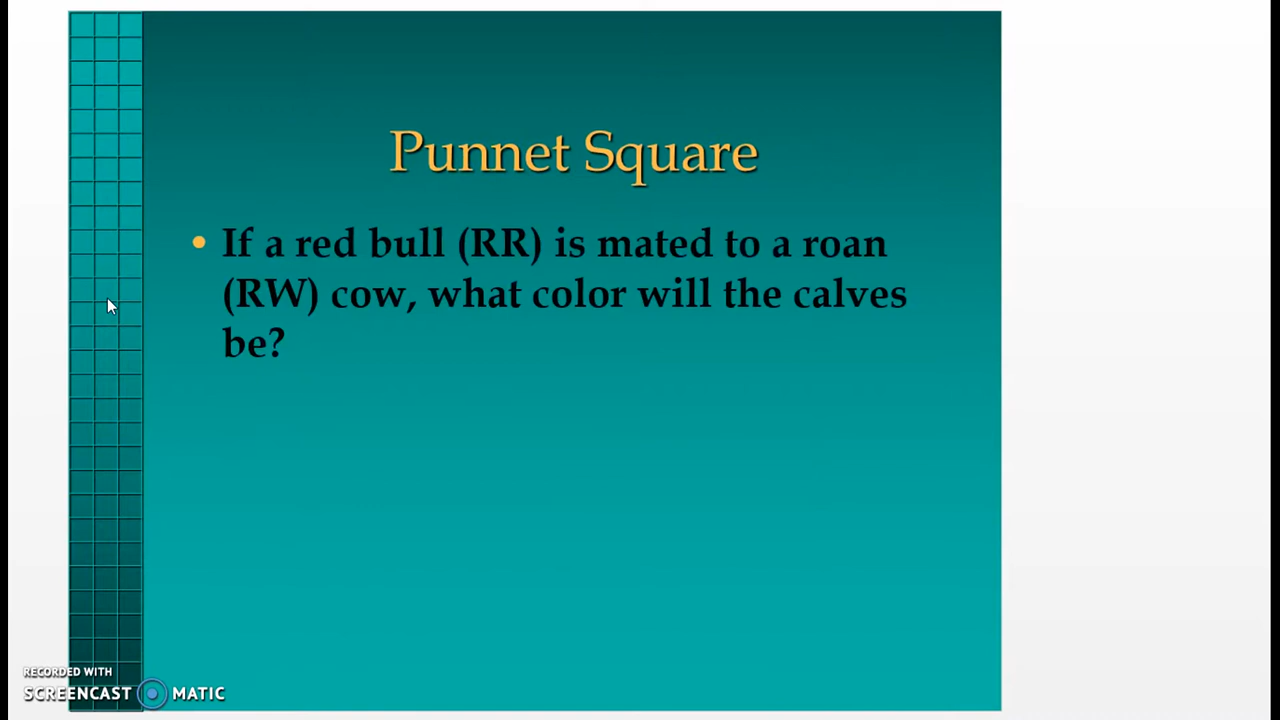 Punnet Square
• If a red bull (RR) is mated to a roan
(RW) cow, what color will the calves
be?
RECORDED WITH
SCREENCAST MATIC